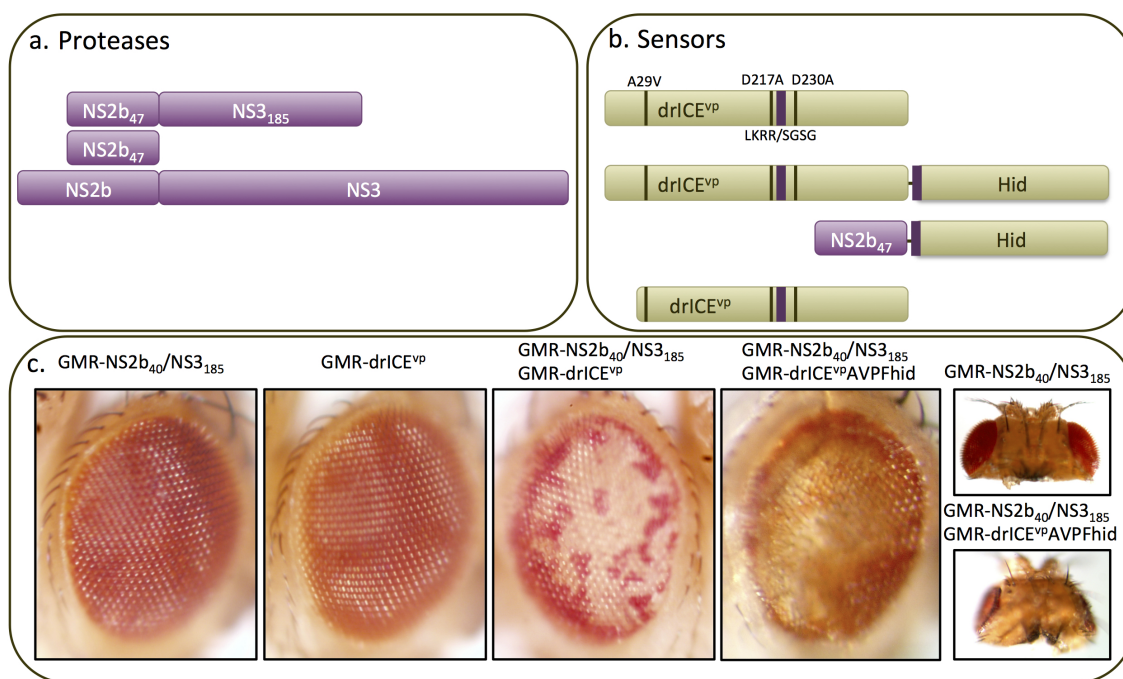 a. Proteases
NS2b₄₇ NS3₁₈₅
NS2b₄₇
NS2b NS3
b. Sensors
A29V D217A D230A
drICEᵛᵖ
LKRR/SGSG
drICEᵛᵖ Hid
NS2b₄₇ Hid
drICEᵛᵖ
c. GMR-NS2b₄₀/NS3₁₈₅
GMR-drICEᵛᵖ
GMR-NS2b₄₀/NS3₁₈₅
GMR-drICEᵛᵖ
GMR-NS2b₄₀/NS3₁₈₅
GMR-drICEᵛᵖAVPFhid
GMR-NS2b₄₀/NS3₁₈₅
GMR-NS2b₄₀/NS3₁₈₅
GMR-drICEᵛᵖAVPFhid